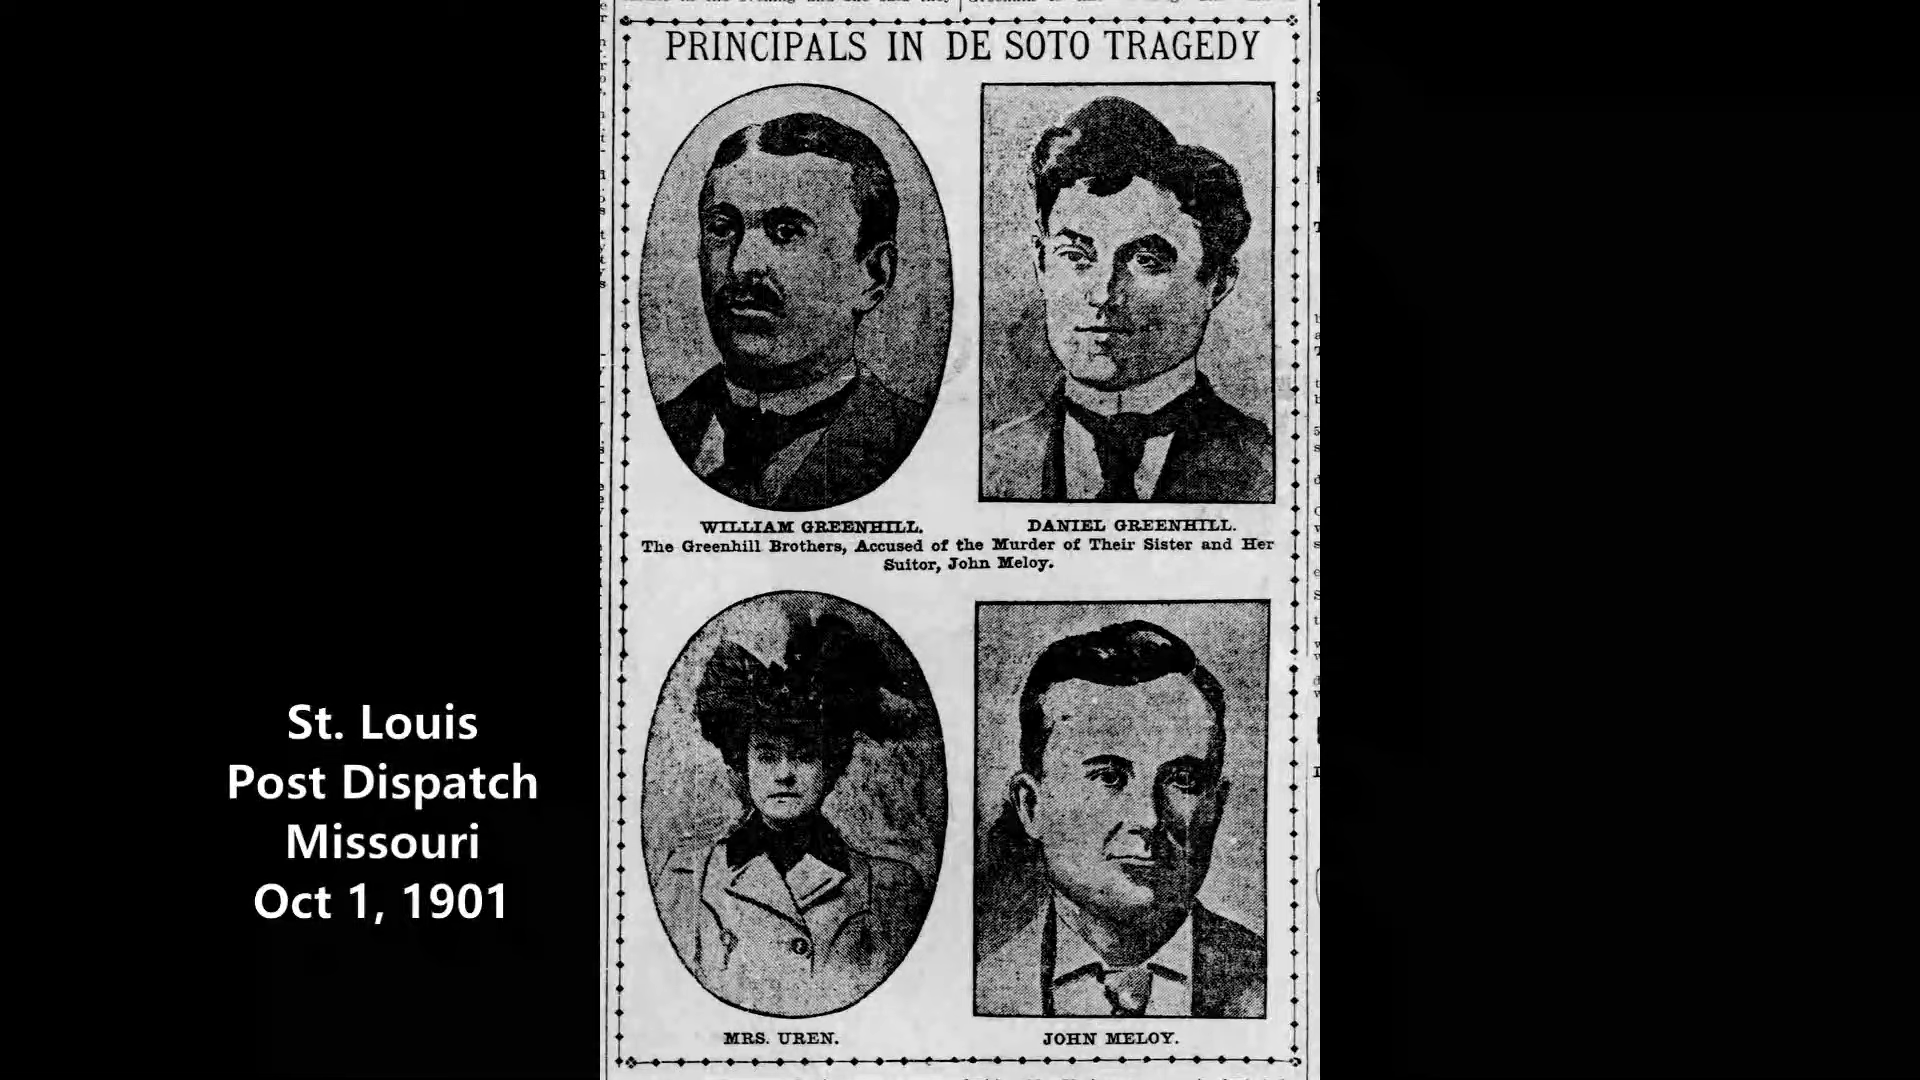 PRINCIPALS IN DE SOTO TRAGEDY
WILLIAM GREENHILL.
DANIEL GREENHILL.
The Greenhill Brothers, Accused of the Murder of Their Sister and Her
Suitor, John Meloy.
MRS. UREN.
JOHN MELOY.
St. Louis
Post Dispatch
Missouri
Oct 1, 1901